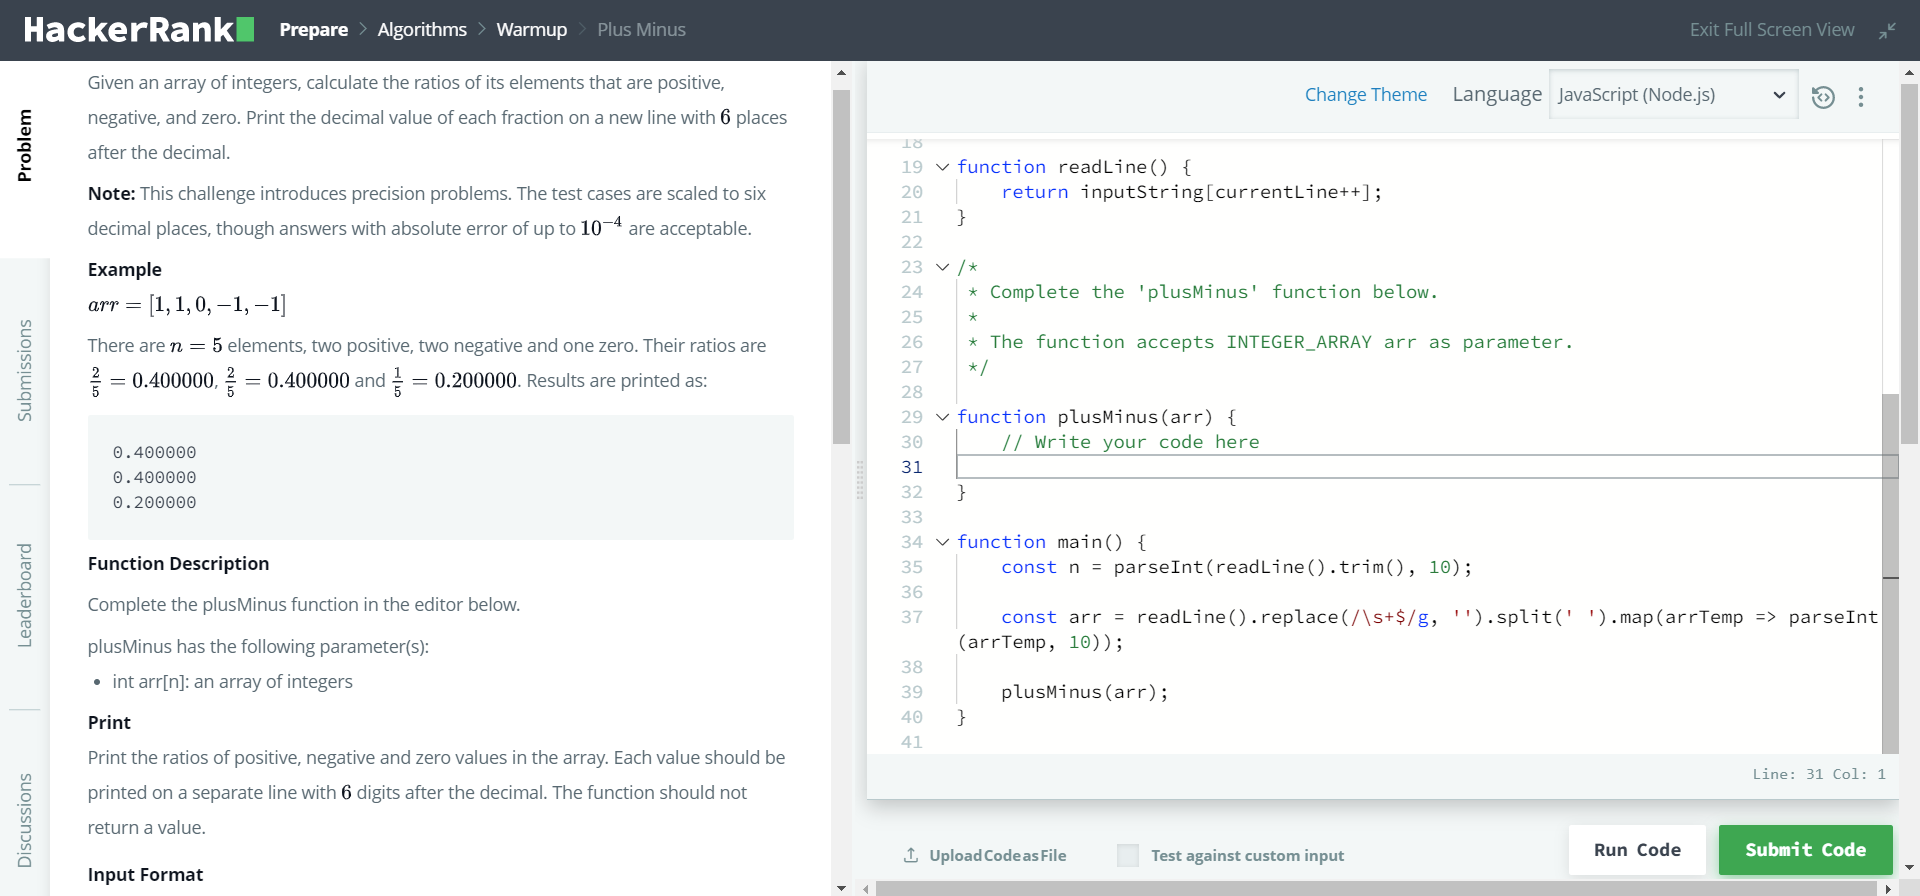 HackerRank Prepare > Algorithms > Warmup > Plus Minus Exit Full Screen View
Problem
Submissions
Leaderboard
Discussions
Given an array of integers, calculate the ratios of its elements that are positive,
negative, and zero. Print the decimal value of each fraction on a new line with 6 places
after the decimal.
Note: This challenge introduces precision problems. The test cases are scaled to six
decimal places, though answers with absolute error of up to 10⁻⁴ are acceptable.
Example
arr = [1, 1, 0, −1, −1]
There are n = 5 elements, two positive, two negative and one zero. Their ratios are
2/5 = 0.400000, 2/5 = 0.400000 and 1/5 = 0.200000. Results are printed as:
0.400000
0.400000
0.200000
Function Description
Complete the plusMinus function in the editor below.
plusMinus has the following parameter(s):
• int arr[n]: an array of integers
Print
Print the ratios of positive, negative and zero values in the array. Each value should be
printed on a separate line with 6 digits after the decimal. The function should not
return a value.
Input Format
Change Theme Language JavaScript (Node.js)
18
19 function readLine() {
20     return inputString[currentLine++];
21 }
22
23 /*
24  * Complete the 'plusMinus' function below.
25  *
26  * The function accepts INTEGER_ARRAY arr as parameter.
27  */
28
29 function plusMinus(arr) {
30     // Write your code here
31
32 }
33
34 function main() {
35     const n = parseInt(readLine().trim(), 10);
36
37     const arr = readLine().replace(/\s+$/g, '').split(' ').map(arrTemp => parseInt
(arrTemp, 10));
38
39     plusMinus(arr);
40 }
41
Line: 31 Col: 1
Upload Code as File Test against custom input Run Code Submit Code